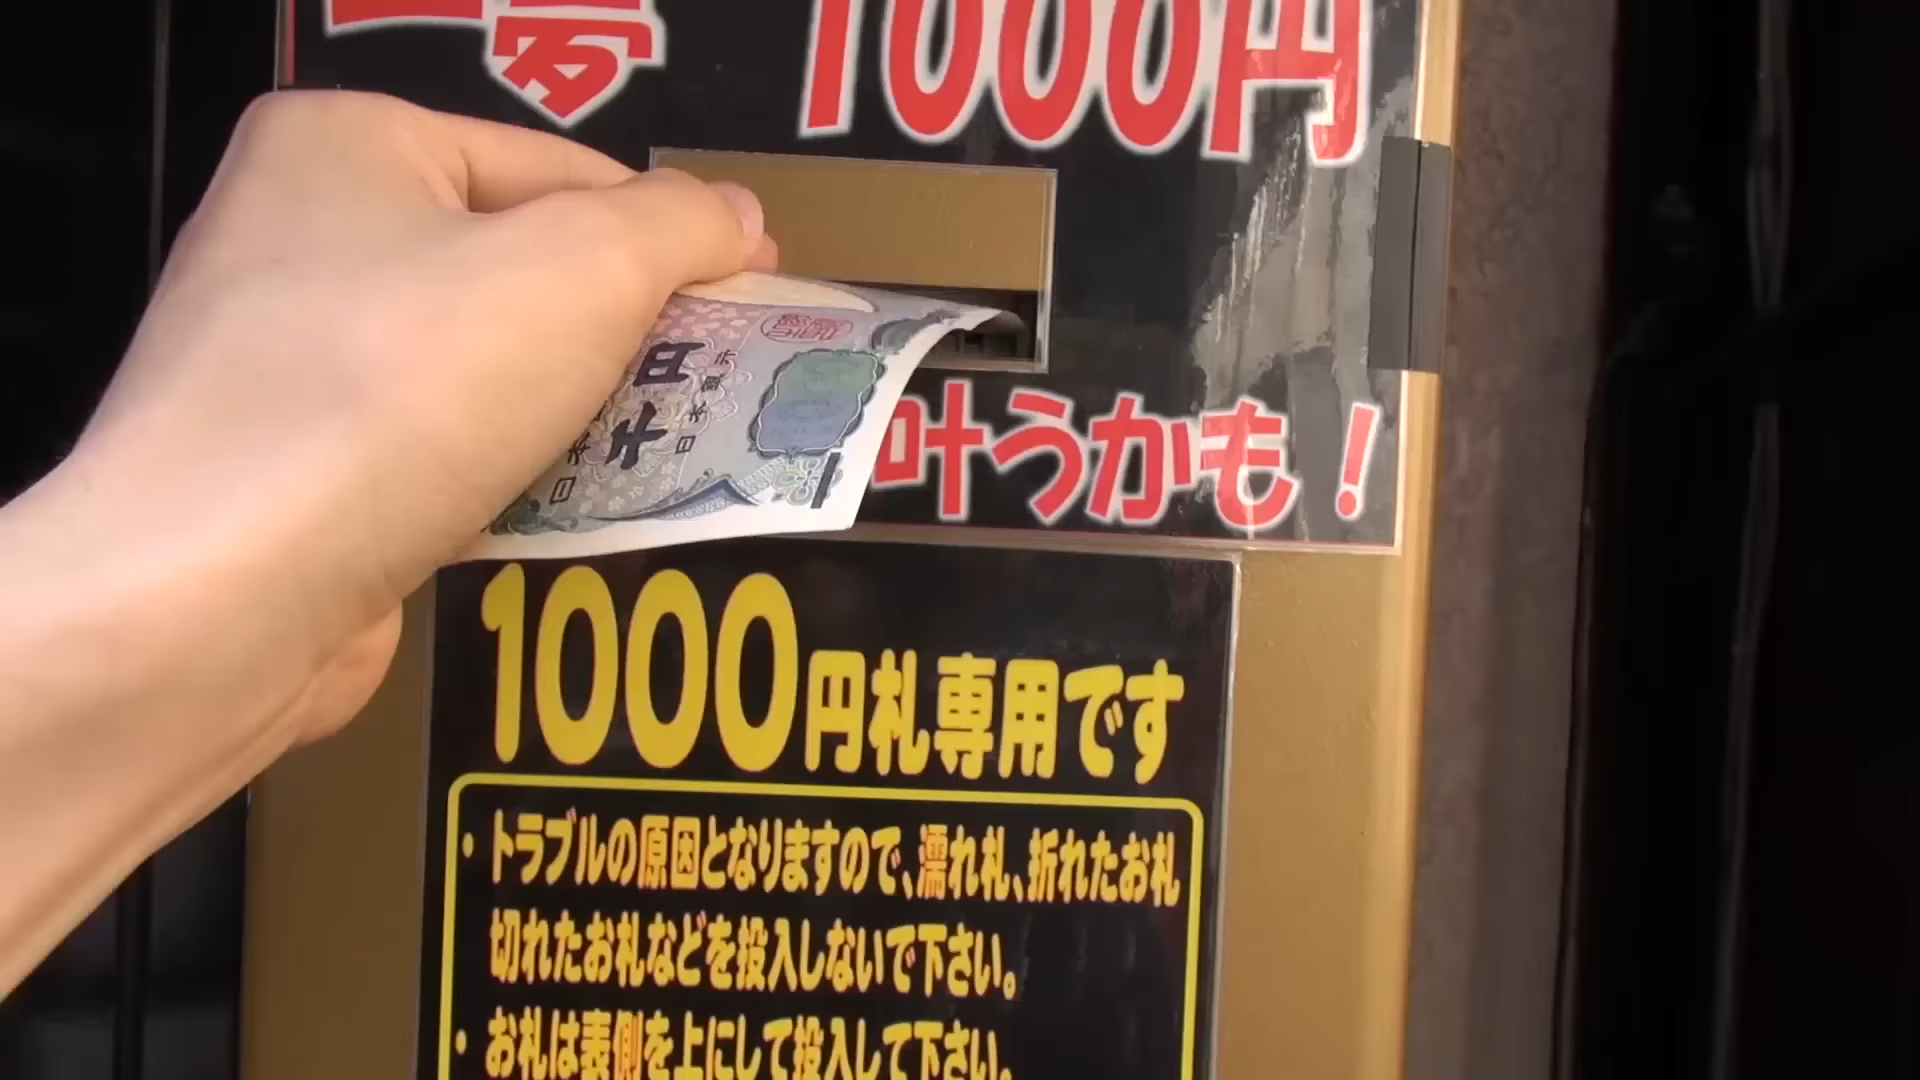 一夢 1000円
叶うかも!
千円
日本銀行
1000円札専用です
・トラブルの原因となりますので、濡れ札、折れたお札
切れたお札などを投入しないで下さい。
・お札は表側を上にして投入して下さい。